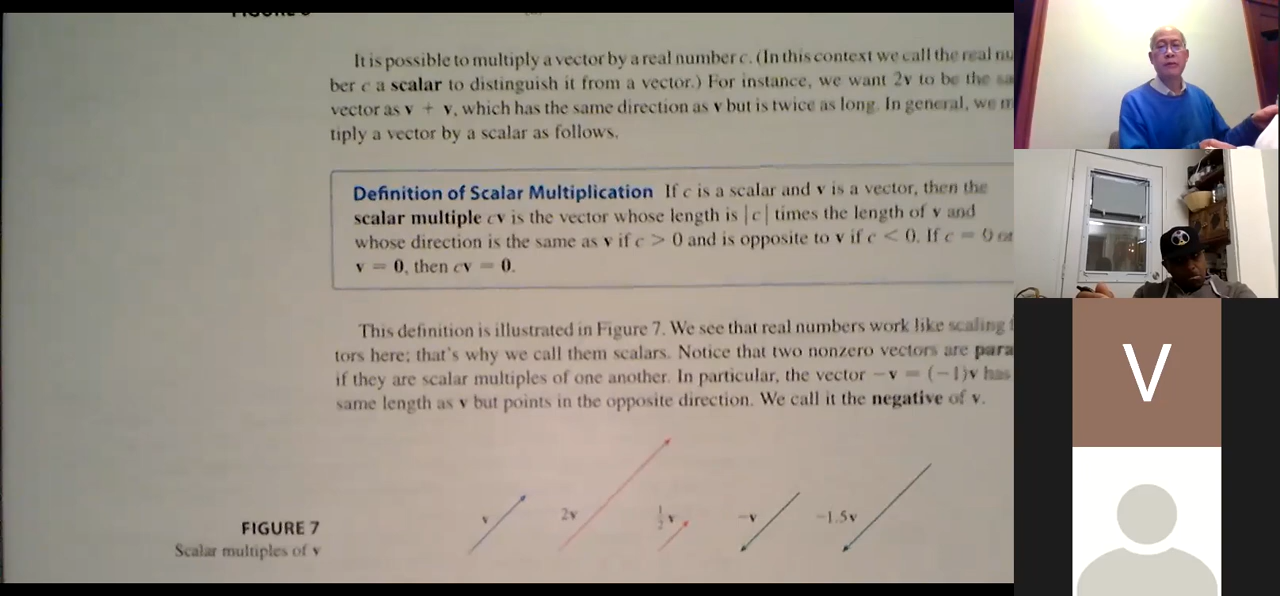 It is possible to multiply a vector by a real number c. (In this context we call the real nu
ber c a scalar to distinguish it from a vector.) For instance, we want 2v to be the sa
vector as v + v, which has the same direction as v but is twice as long. In general, we m
tiply a vector by a scalar as follows.
Definition of Scalar Multiplication If c is a scalar and v is a vector, then the
scalar multiple cv is the vector whose length is |c| times the length of v and
whose direction is the same as v if c > 0 and is opposite to v if c < 0. If c = 0 or
v = 0, then cv = 0.
This definition is illustrated in Figure 7. We see that real numbers work like scaling f
tors here; that's why we call them scalars. Notice that two nonzero vectors are para
if they are scalar multiples of one another. In particular, the vector −v = (−1)v has
same length as v but points in the opposite direction. We call it the negative of v.
v 2v ½v −v −1.5v
FIGURE 7
Scalar multiples of v
V